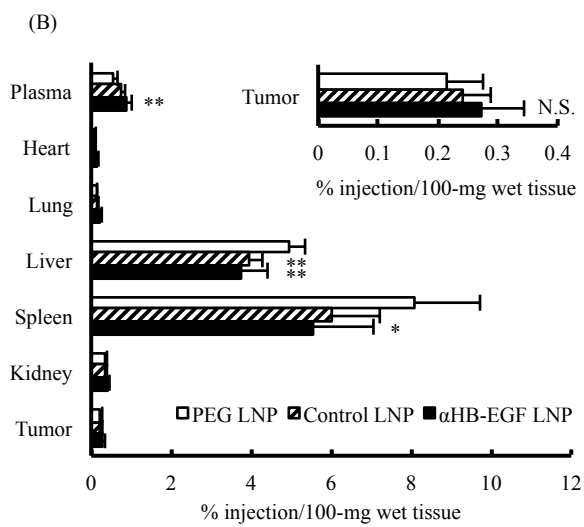 (B)
Plasma
**
Heart
Lung
Liver
**
**
Spleen
*
Kidney
Tumor
PEG LNP Control LNP αHB-EGF LNP
0 2 4 6 8 10 12
% injection/100-mg wet tissue
Tumor
N.S.
0 0.1 0.2 0.3 0.4
% injection/100-mg wet tissue